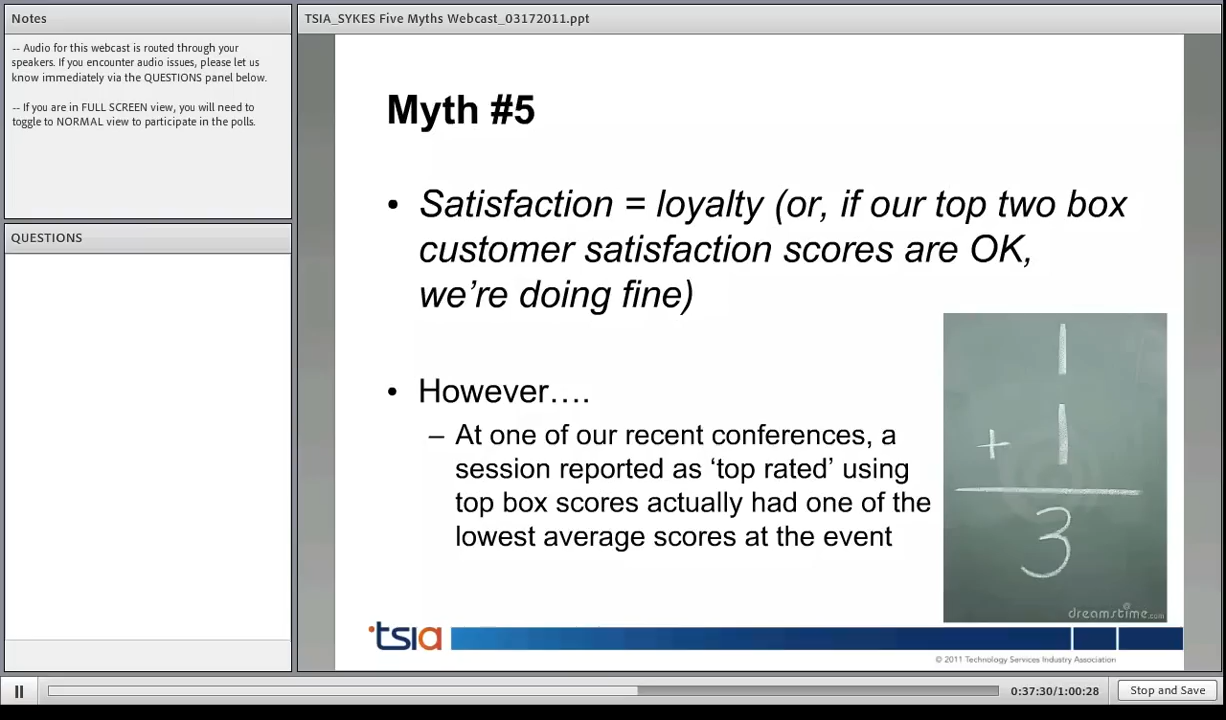 Notes
-- Audio for this webcast is routed through your
speakers. If you encounter audio issues, please let us
know immediately via the QUESTIONS panel below.
-- If you are in FULL SCREEN view, you will need to
toggle to NORMAL view to participate in the polls.
QUESTIONS
TSIA_SYKES Five Myths Webcast_03172011.ppt
Myth #5
• Satisfaction = loyalty (or, if our top two box
customer satisfaction scores are OK,
we’re doing fine)
• However….
– At one of our recent conferences, a
session reported as ‘top rated’ using
top box scores actually had one of the
lowest average scores at the event
1
+ 1
3
dreamstime.com
tsia
© 2011 Technology Services Industry Association
0:37:30/1:00:28
Stop and Save